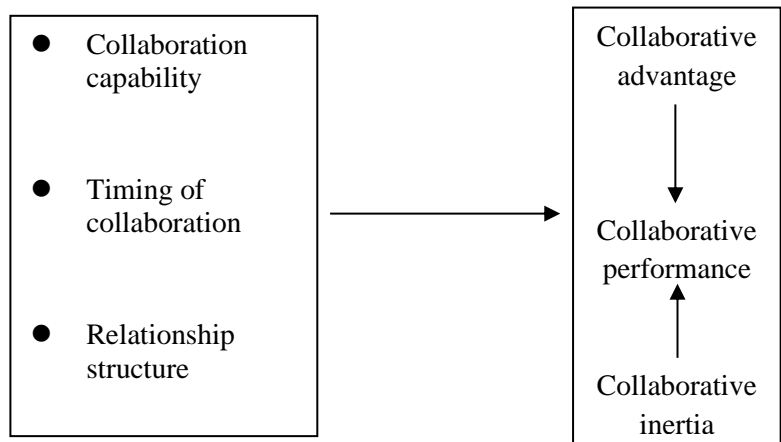 ● Collaboration
capability
● Timing of
collaboration
● Relationship
structure
Collaborative
advantage
Collaborative
performance
Collaborative
inertia